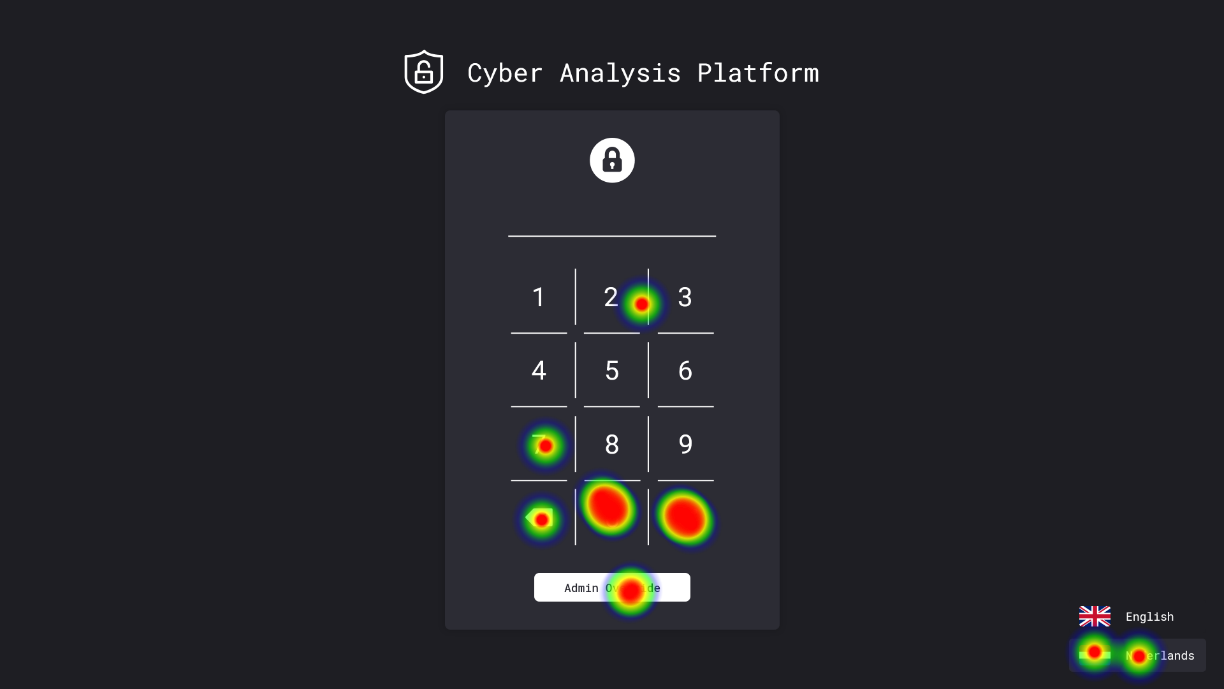 Cyber Analysis Platform
1 2 3
4 5 6
8 9
Admin
English